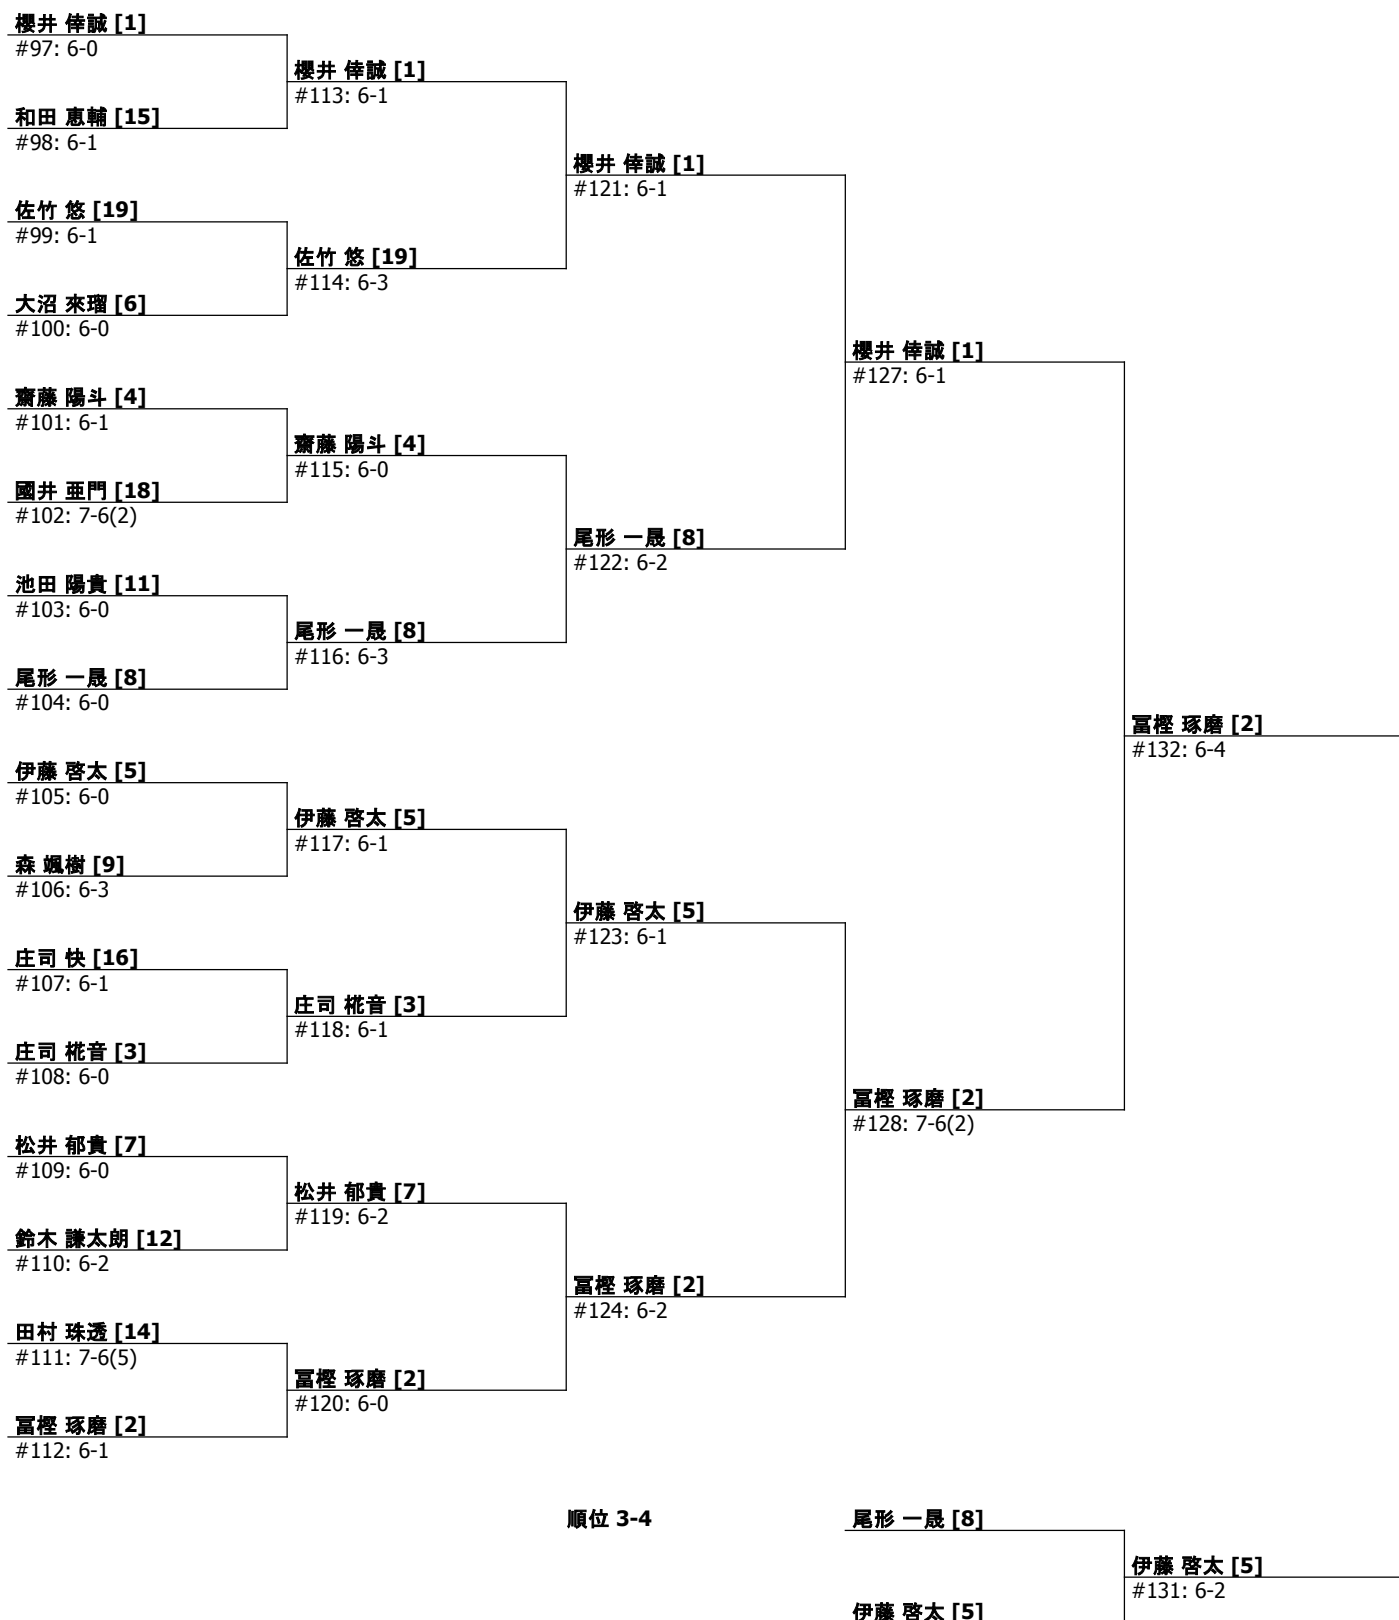 櫻井 倖誠 [1]
#97: 6-0
櫻井 倖誠 [1]
#113: 6-1
和田 恵輔 [15]
#98: 6-1
櫻井 倖誠 [1]
#121: 6-1
佐竹 悠 [19]
#99: 6-1
佐竹 悠 [19]
#114: 6-3
大沼 來瑠 [6]
#100: 6-0
櫻井 倖誠 [1]
#127: 6-1
齋藤 陽斗 [4]
#101: 6-1
齋藤 陽斗 [4]
#115: 6-0
國井 亜門 [18]
#102: 7-6(2)
尾形 一晟 [8]
#122: 6-2
池田 陽貴 [11]
#103: 6-0
尾形 一晟 [8]
#116: 6-3
尾形 一晟 [8]
#104: 6-0
冨樫 琢磨 [2]
#132: 6-4
伊藤 啓太 [5]
#105: 6-0
伊藤 啓太 [5]
#117: 6-1
森 颯樹 [9]
#106: 6-3
伊藤 啓太 [5]
#123: 6-1
庄司 快 [16]
#107: 6-1
庄司 椛音 [3]
#118: 6-1
庄司 椛音 [3]
#108: 6-0
冨樫 琢磨 [2]
#128: 7-6(2)
松井 郁貴 [7]
#109: 6-0
松井 郁貴 [7]
#119: 6-2
鈴木 謙太朗 [12]
#110: 6-2
冨樫 琢磨 [2]
#124: 6-2
田村 珠透 [14]
#111: 7-6(5)
冨樫 琢磨 [2]
#120: 6-0
冨樫 琢磨 [2]
#112: 6-1
順位 3-4
尾形 一晟 [8]
伊藤 啓太 [5]
#131: 6-2
伊藤 啓太 [5]